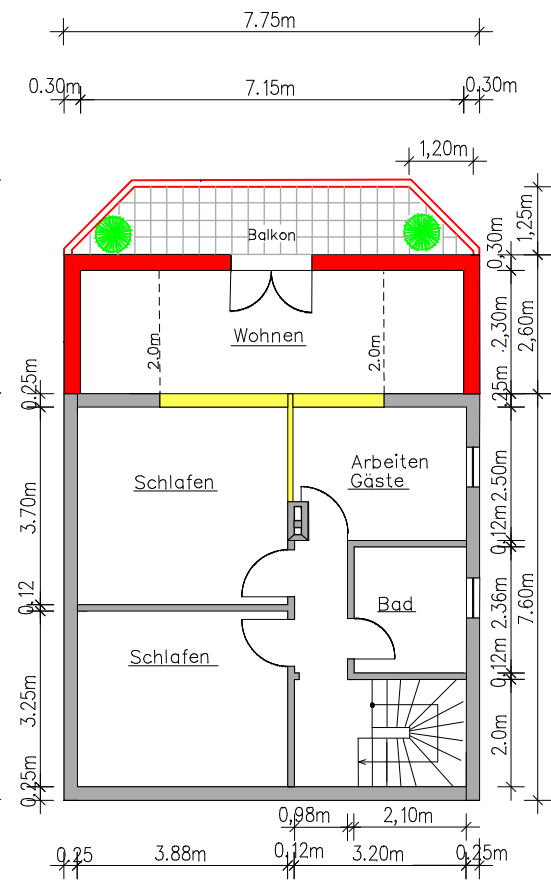 7.75m
0.30m
7.15m
0.30m
1,20m
Balkon
0,30m
1,25m
Wohnen
2.0m
2.0m
2,30m
2,60m
0.25m
,25m
Schlafen
Arbeiten
Gäste
3.70m
2.50m
0,12m
0,12
Bad
2.36m
7.60m
Schlafen
0,12m
3.25m
2.0m
0.25m
0,98m
2,10m
0.25
3.88m
0,12m
3.20m
0.25m